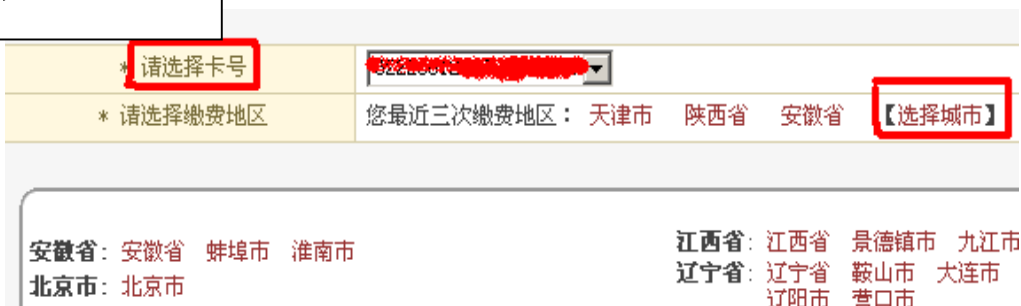 * 请选择卡号
* 请选择缴费地区 您最近三次缴费地区： 天津市 陕西省 安徽省 【选择城市】
安徽省： 安徽省 蚌埠市 淮南市
北京市： 北京市
江西省： 江西省 景德镇市 九江市
辽宁省： 辽宁省 鞍山市 大连市
辽阳市 营口市